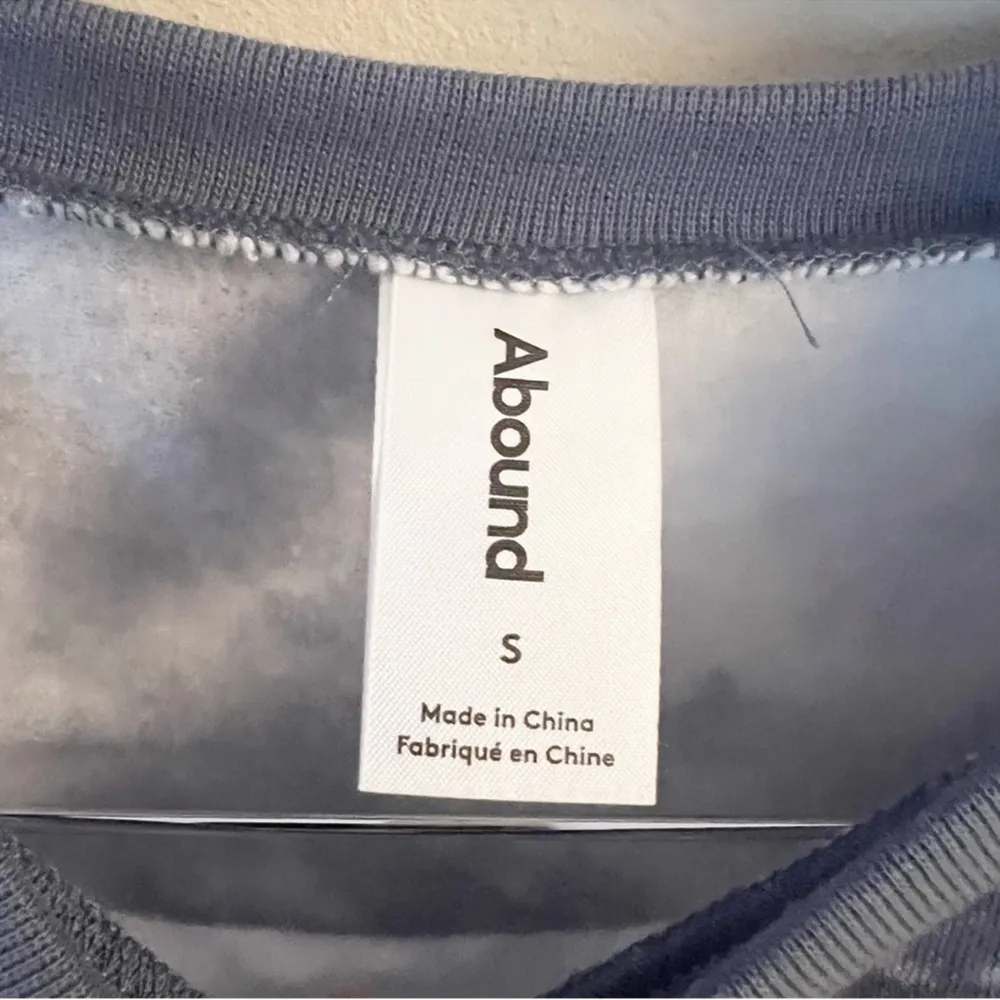 Abound
S
Made in China
Fabriqué en Chine